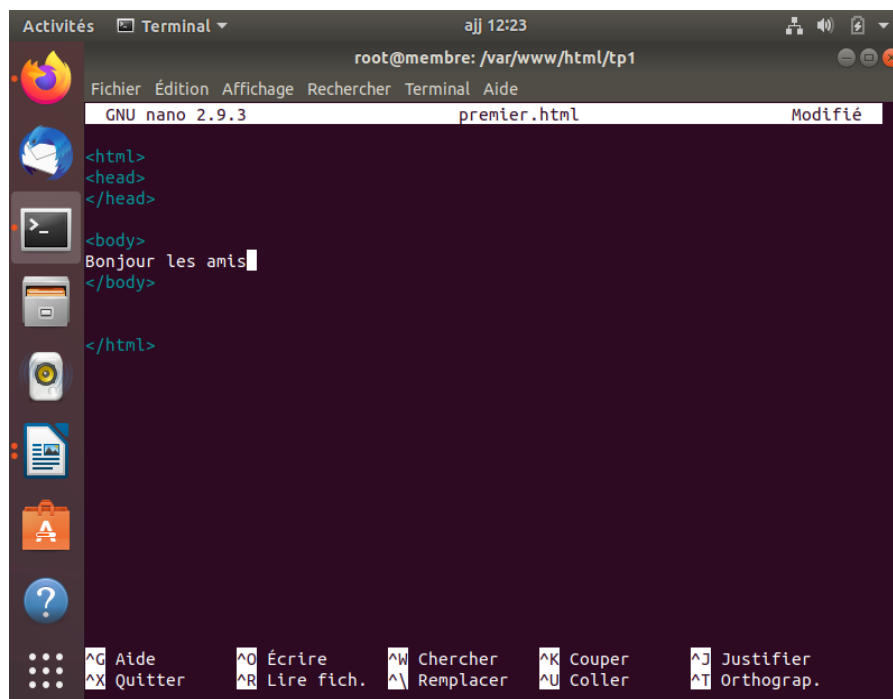 Activités Terminal ajj 12:23
root@membre: /var/www/html/tp1
Fichier Édition Affichage Rechercher Terminal Aide
GNU nano 2.9.3 premier.html Modifié
<html>
<head>
</head>
<body>
Bonjour les amis
</body>
</html>
^G Aide ^O Écrire ^W Chercher ^K Couper ^J Justifier
^X Quitter ^R Lire fich. ^\ Remplacer ^U Coller ^T Orthograp.